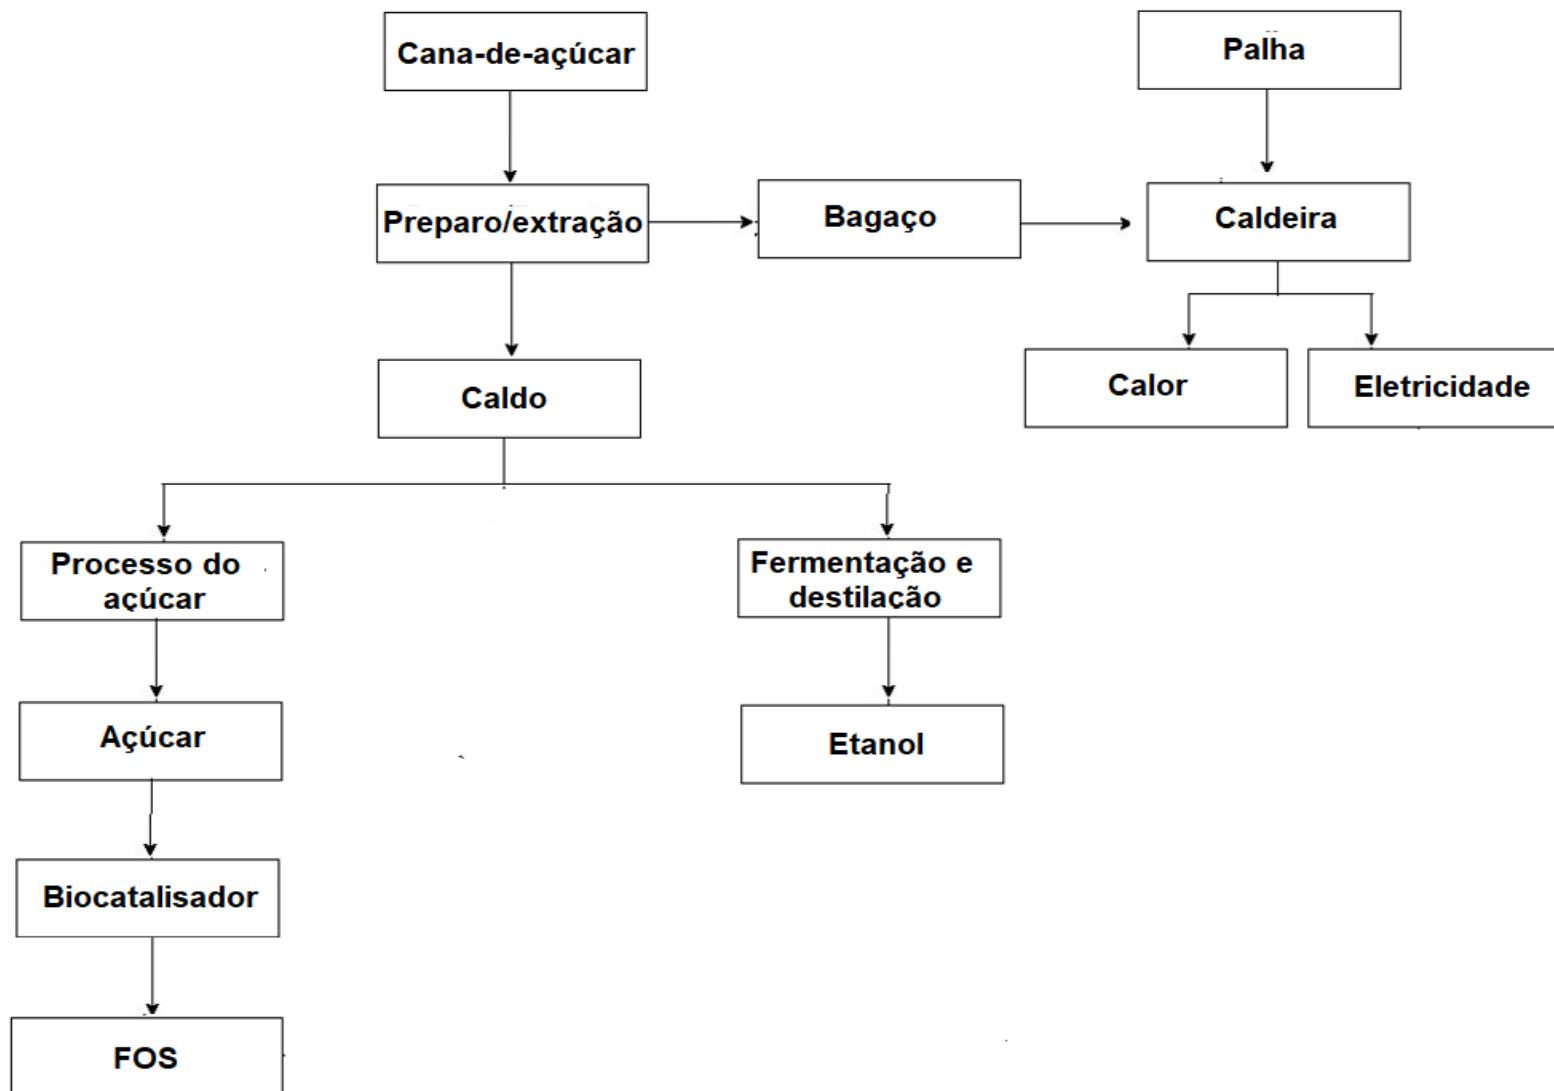 Cana-de-açúcar
Palha
Preparo/extração
Bagaço
Caldeira
Caldo
Calor
Eletricidade
Processo do
açúcar
Fermentação e
destilação
Açúcar
Etanol
Biocatalisador
FOS